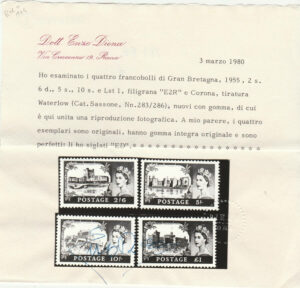 Dott. Enzo Diena
Via Crescenzio 19. Roma
3 marzo 1980
Ho esaminato i quattro francobolli di Gran Bretagna, 1955 , 2 s.
6 d., 5 s., 10 s. e Lst 1, filigrana "E2R" e Corona, tiratura
Waterlow (Cat.Sassone, No.283/286), nuovi con gomma, di cui
è qui unita una riproduzione fotografica. A mio parere, i quattro
esemplari sono originali, hanno gomma integra originale e sono
perfetti: li ho siglati "ED".
POSTAGE
2/6
POSTAGE
5/-
POSTAGE
10/-
POSTAGE
£1